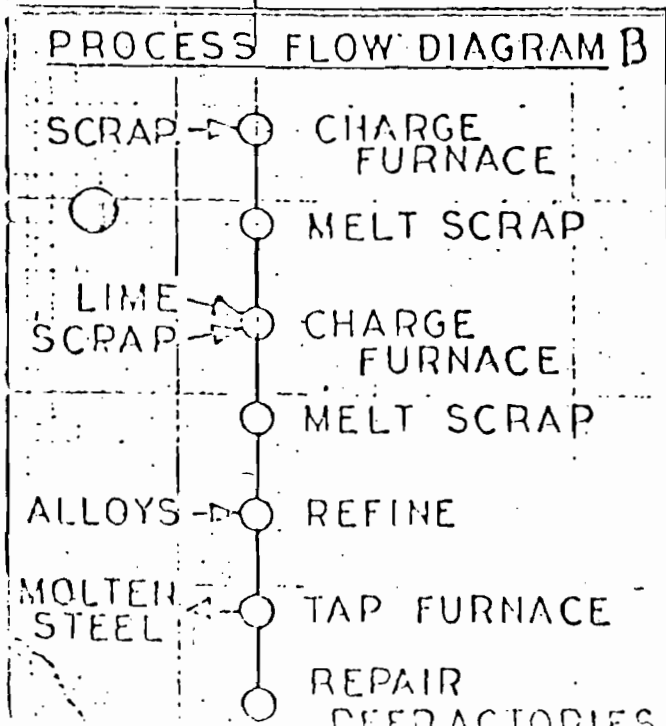 PROCESS FLOW DIAGRAM B
SCRAP CHARGE
FURNACE
MELT SCRAP
LIME
SCRAP CHARGE
FURNACE
MELT SCRAP
ALLOYS REFINE
MOLTEN
STEEL TAP FURNACE
REPAIR
REFRACTORIES